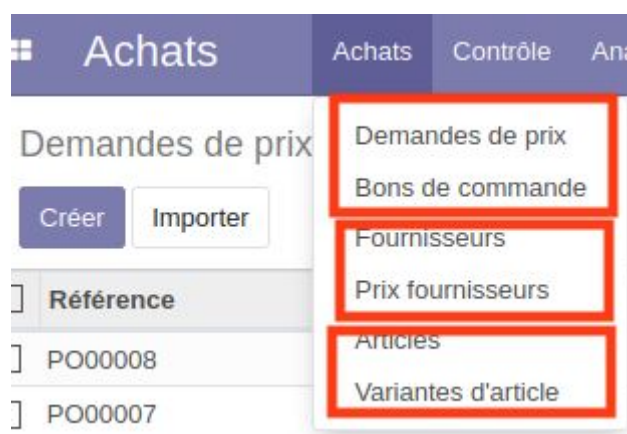 Achats
Achats Contrôle
Demandes de prix
Demandes de prix
Bons de commande
Créer Importer
Fournisseurs
Prix fournisseurs
Référence
Articles
Variantes d'article
PO00008
PO00007